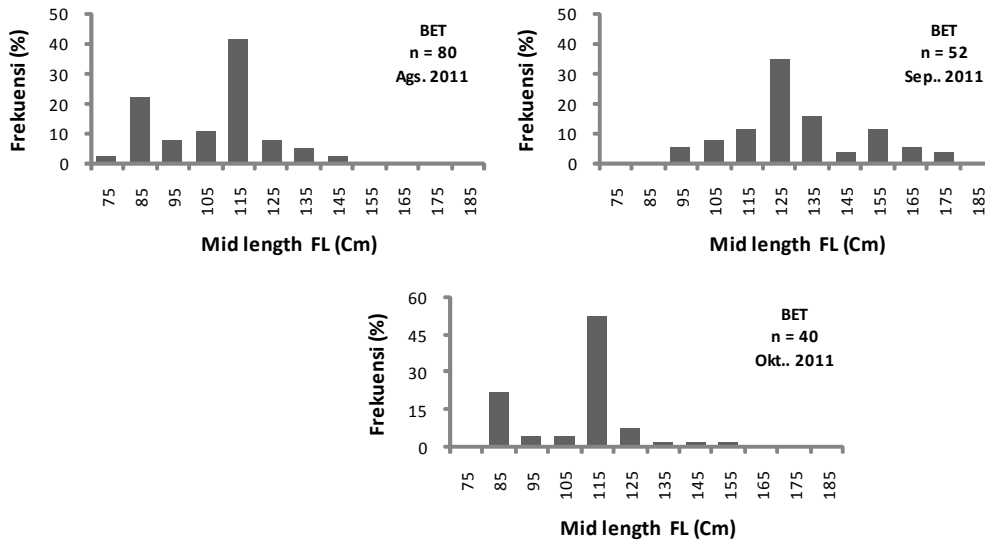 50
40
30
20
10
0
Frekuensi (%)
BET
n = 80
Ags. 2011
75 85 95 105 115 125 135 145 155 165 175 185
Mid length FL (Cm)
50
40
30
20
10
0
Frekuensi (%)
BET
n = 52
Sep.. 2011
75 85 95 105 115 125 135 145 155 165 175 185
Mid length FL (Cm)
60
45
30
15
0
Frekuensi (%)
BET
n = 40
Okt.. 2011
75 85 95 105 115 125 135 145 155 165 175 185
Mid length FL (Cm)